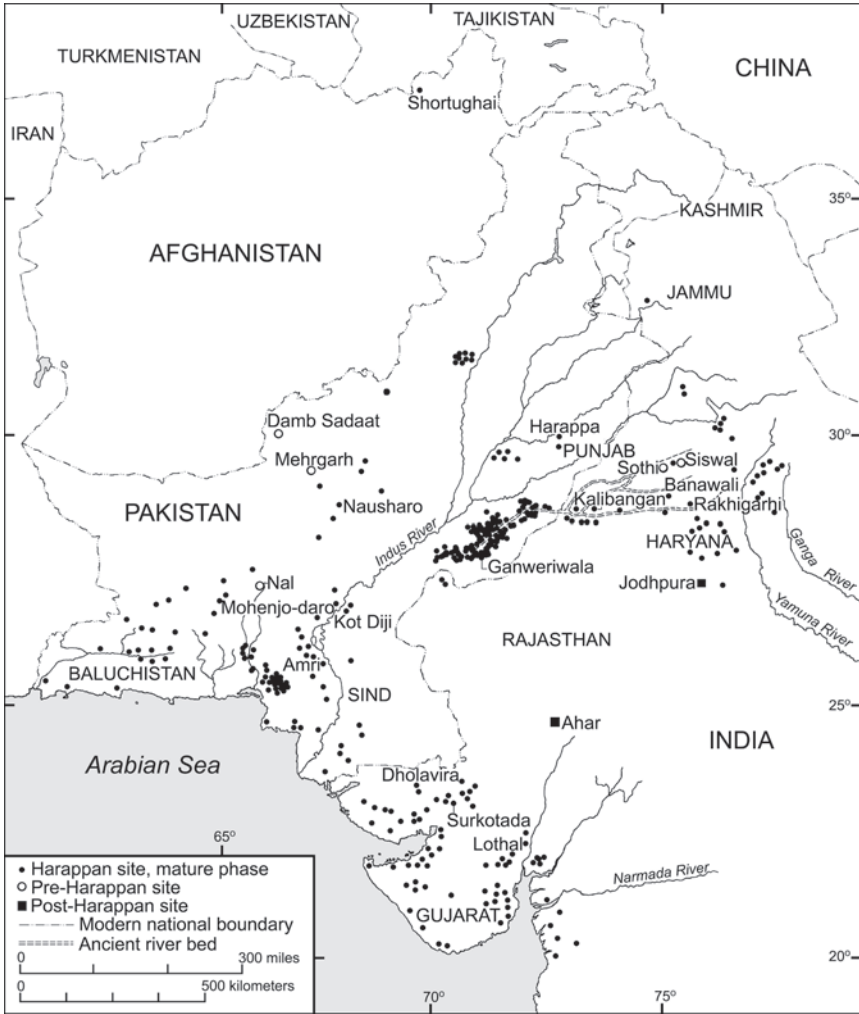 UZBEKISTAN
TAJIKISTAN
TURKMENISTAN
CHINA
Shortughai
IRAN
35°
KASHMIR
AFGHANISTAN
JAMMU
Damb Sadaat
Harappa
30°
Mehrgarh
PUNJAB
Sothi
Siswal
Banawali
Nausharo
Kalibangan
Rakhigarhi
PAKISTAN
Indus River
HARYANA
Ganga River
Ganweriwala
Nal
Jodhpura
Mohenjo-daro
Kot Diji
Yamuna River
RAJASTHAN
Amri
BALUCHISTAN
SIND
25°
Ahar
INDIA
Arabian Sea
Dholavira
Surkotada
Lothal
65°
Narmada River
GUJARAT
Harappan site, mature phase
Pre-Harappan site
Post-Harappan site
Modern national boundary
Ancient river bed
0 300 miles
0 500 kilometers
20°
70°
75°